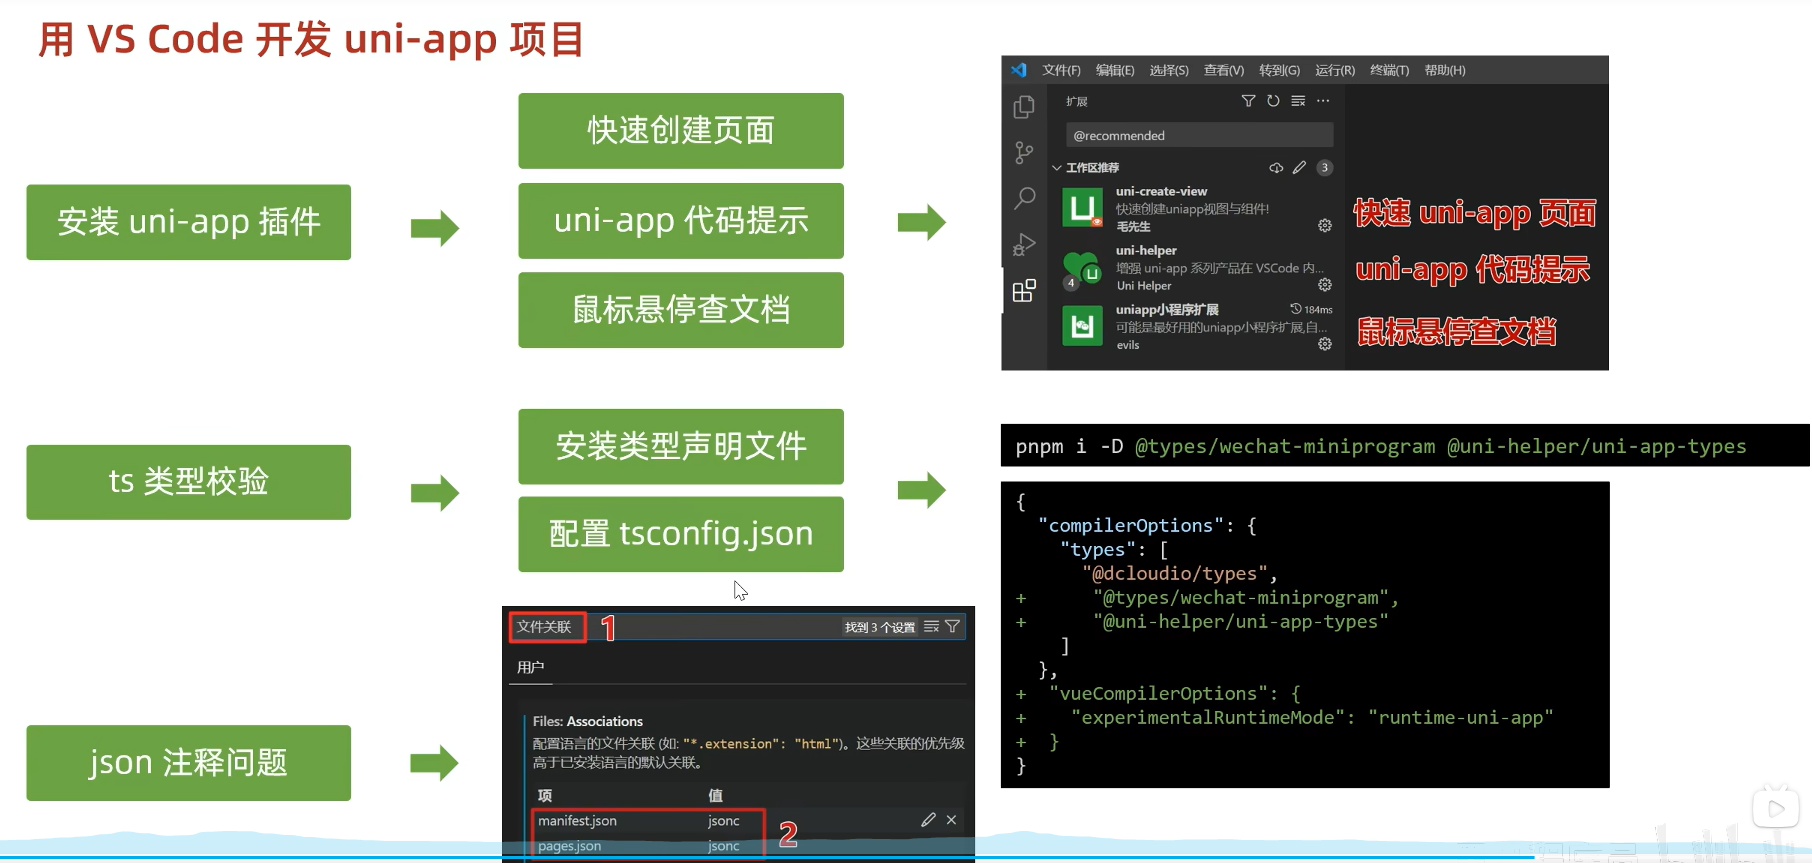 用 VS Code 开发 uni-app 项目
安装 uni-app 插件
快速创建页面
uni-app 代码提示
鼠标悬停查文档
文件(F) 编辑(E) 选择(S) 查看(V) 转到(G) 运行(R) 终端(T) 帮助(H)
扩展
@recommended
工作区推荐
3
uni-create-view
快速创建uniapp视图与组件!
毛先生
uni-helper
增强 uni-app 系列产品在 VSCode 内...
4
Uni Helper
uniapp小程序扩展
184ms
可能是最好用的uniapp小程序扩展,自...
evils
快速 uni-app 页面
uni-app 代码提示
鼠标悬停查文档
ts 类型校验
安装类型声明文件
配置 tsconfig.json
pnpm i -D @types/wechat-miniprogram @uni-helper/uni-app-types
{
"compilerOptions": {
"types": [
"@dcloudio/types",
+ "@types/wechat-miniprogram",
+ "@uni-helper/uni-app-types"
]
},
+ "vueCompilerOptions": {
+ "experimentalRuntimeMode": "runtime-uni-app"
+ }
}
json 注释问题
文件关联
1
找到 3 个设置
用户
Files: Associations
配置语言的文件关联 (如: "*.extension": "html")。这些关联的优先级
高于已安装语言的默认关联。
项 值
manifest.json jsonc
2
pages.json jsonc